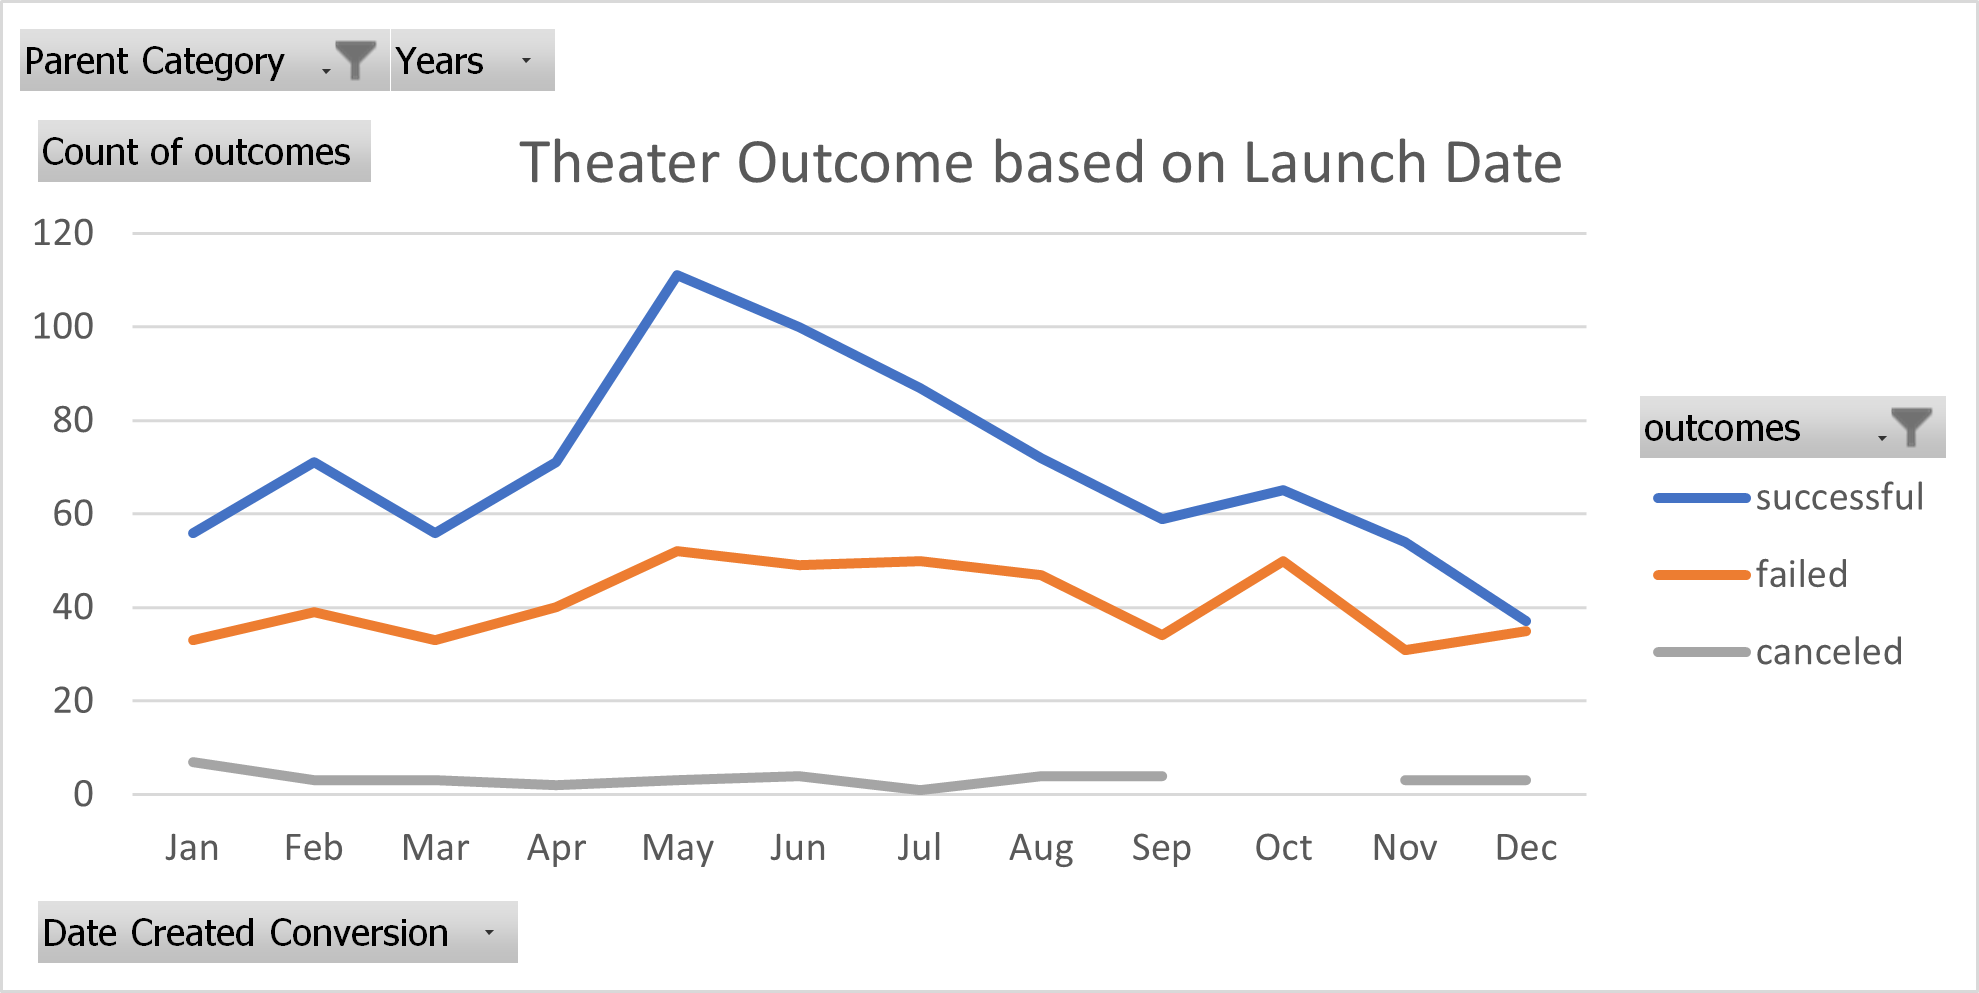 Parent Category Years
Count of outcomes
Theater Outcome based on Launch Date
120
100
80
60
40
20
0
Jan Feb Mar Apr May Jun Jul Aug Sep Oct Nov Dec
outcomes
successful
failed
canceled
Date Created Conversion